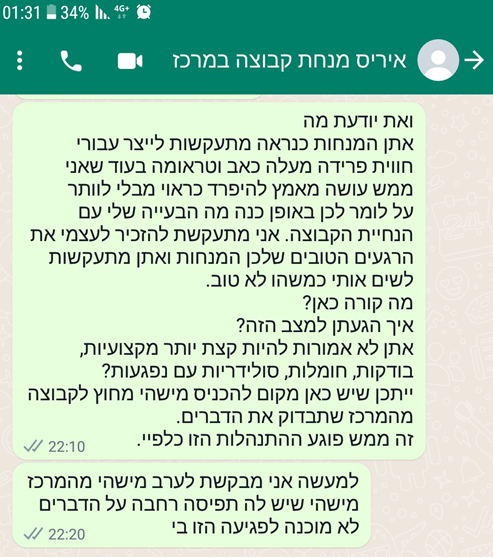 01:31 34% 4G+
איריס מנחת קבוצה במרכז
ואת יודעת מה
אתן המנחות כנראה מתעקשות לייצר עבורי
חווית פרידה מעלה כאב וטראומה בעוד שאני
ממש עושה מאמץ להיפרד כראוי מבלי לוותר
על לומר לכן באופן כנה מה הבעייה שלי עם
הנחיית הקבוצה. אני מתעקשת להזכיר לעצמי את
הרגעים הטובים שלכן המנחות ואתן מתעקשות
לשים אותי כמשהו לא טוב.
מה קורה כאן?
איך הגעתן למצב הזה?
אתן לא אמורות להיות קצת יותר מקצועיות,
בודקות, חומלות, סולידריות עם נפגעות?
ייתכן שיש כאן מקום להכניס מישהי מחוץ לקבוצה
מהמרכז שתבדוק את הדברים.
זה ממש פוגע ההתנהלות הזו כלפיי.
22:10
למעשה אני מבקשת לערב מישהי מהמרכז
מישהי שיש לה תפיסה רחבה על הדברים
לא מוכנה לפגיעה הזו בי
22:20